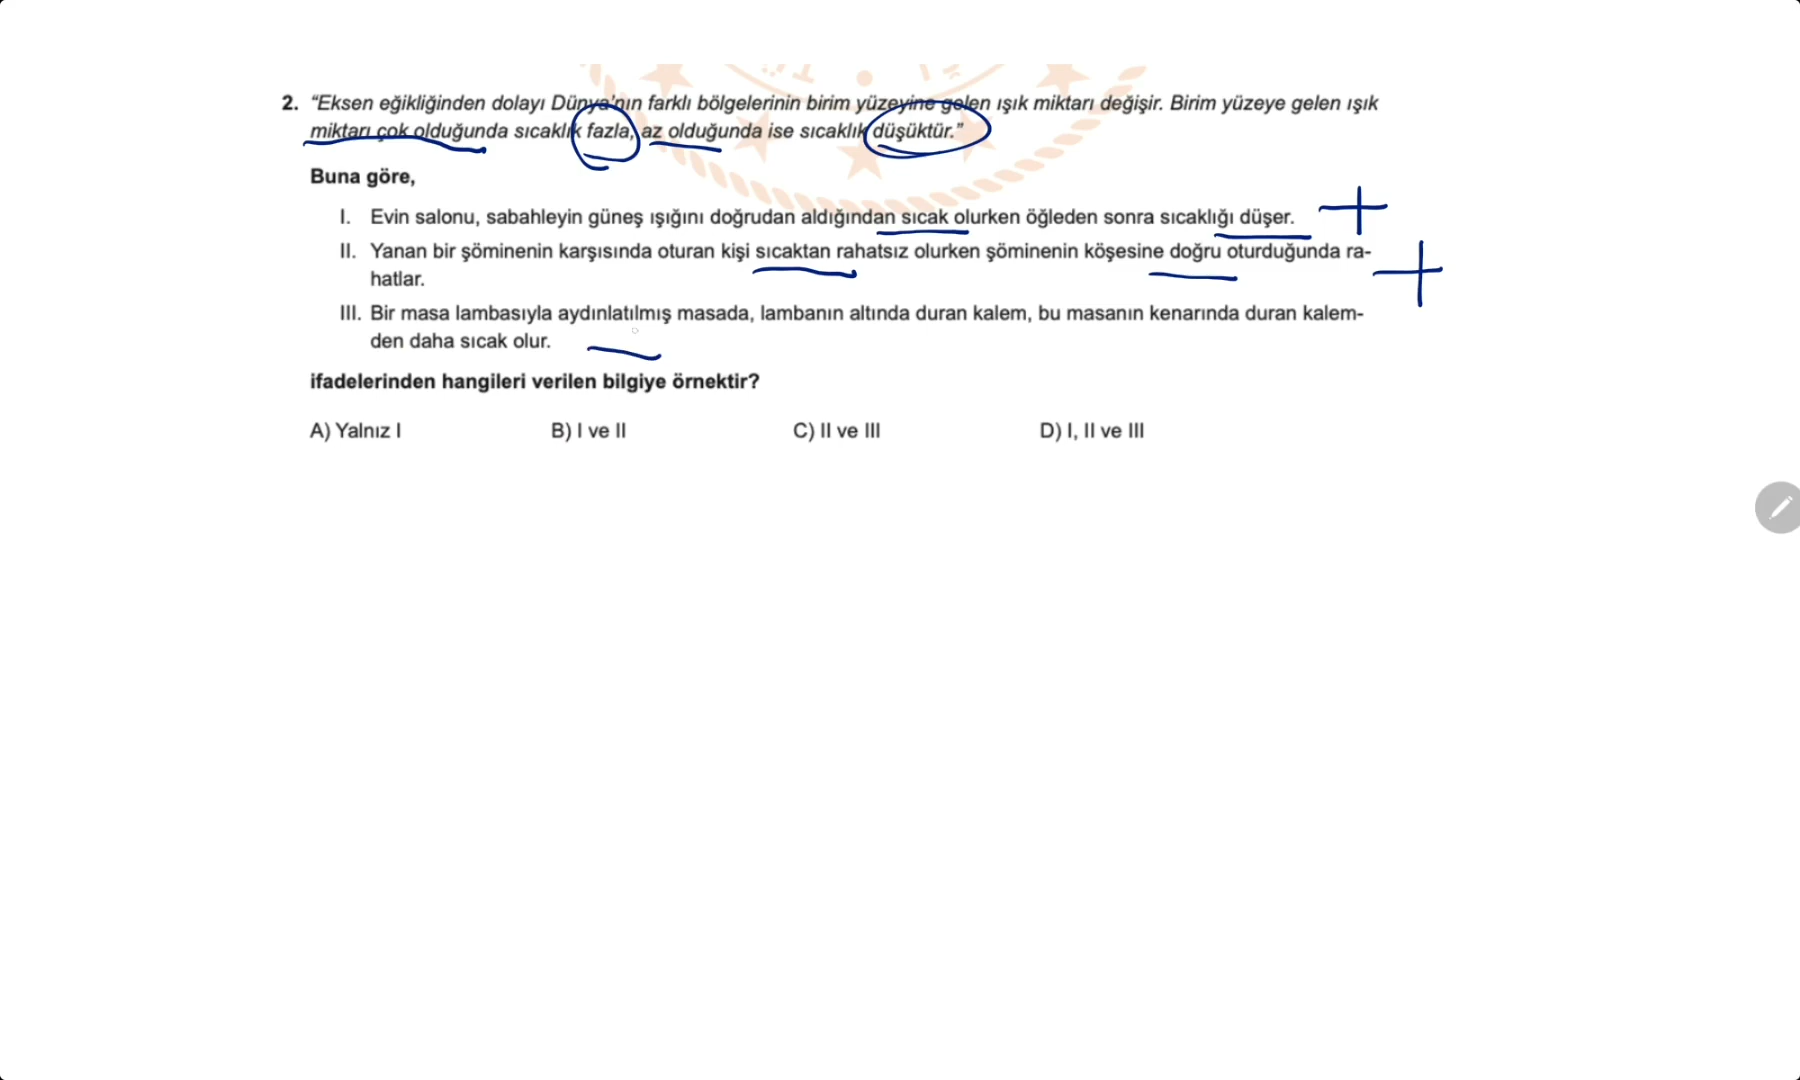 2. “Eksen eğikliğinden dolayı Dünya’nın farklı bölgelerinin birim yüzeyine gelen ışık miktarı değişir. Birim yüzeye gelen ışık
miktarı çok olduğunda sıcaklık fazla, az olduğunda ise sıcaklık düşüktür.”
Buna göre,
I. Evin salonu, sabahleyin güneş ışığını doğrudan aldığından sıcak olurken öğleden sonra sıcaklığı düşer.
II. Yanan bir şöminenin karşısında oturan kişi sıcaktan rahatsız olurken şöminenin köşesine doğru oturduğunda ra-
hatlar.
III. Bir masa lambasıyla aydınlatılmış masada, lambanın altında duran kalem, bu masanın kenarında duran kalem-
den daha sıcak olur.
ifadelerinden hangileri verilen bilgiye örnektir?
A) Yalnız I B) I ve II C) II ve III D) I, II ve III